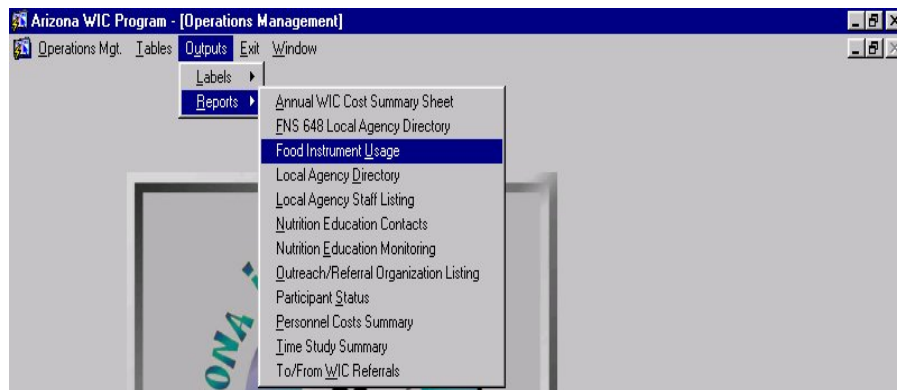 Arizona WIC Program - [Operations Management]
Operations Mgt. Tables Outputs Exit Window
Labels
Reports
Annual WIC Cost Summary Sheet
FNS 648 Local Agency Directory
Food Instrument Usage
Local Agency Directory
Local Agency Staff Listing
Nutrition Education Contacts
Nutrition Education Monitoring
Outreach/Referral Organization Listing
Participant Status
Personnel Costs Summary
Time Study Summary
To/From WIC Referrals
ONA